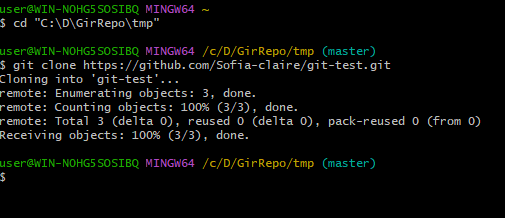 user@WIN-NOHG5SOSIBQ MINGW64 ~
$ cd "C:\D\GirRepo\tmp"
user@WIN-NOHG5SOSIBQ MINGW64 /c/D/GirRepo/tmp (master)
$ git clone https://github.com/Sofia-claire/git-test.git
Cloning into 'git-test'...
remote: Enumerating objects: 3, done.
remote: Counting objects: 100% (3/3), done.
remote: Total 3 (delta 0), reused 0 (delta 0), pack-reused 0 (from 0)
Receiving objects: 100% (3/3), done.
user@WIN-NOHG5SOSIBQ MINGW64 /c/D/GirRepo/tmp (master)
$